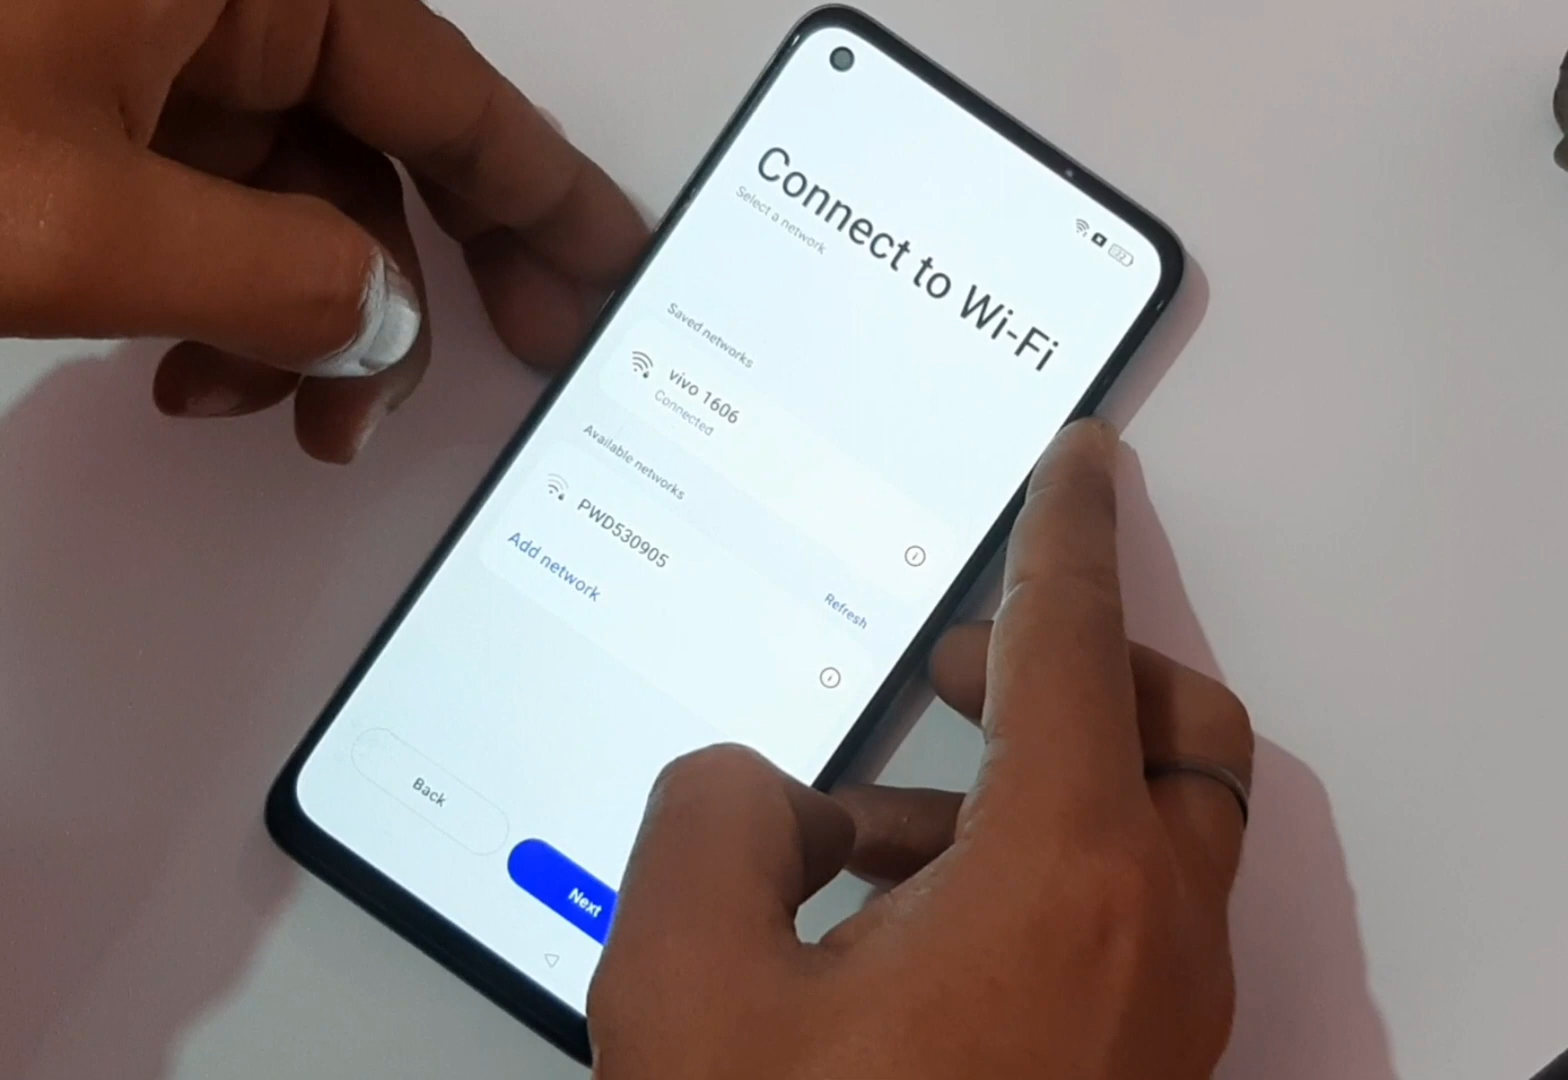 Connect to Wi-Fi
Select a network
Saved networks
vivo 1606
Connected
Available networks
Refresh
PWD530905
Add network
Back
Next